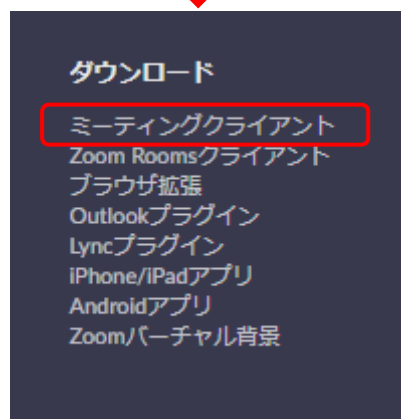 ダウンロード
ミーティングクライアント
Zoom Roomsクライアント
ブラウザ拡張
Outlookプラグイン
Lyncプラグイン
iPhone/iPadアプリ
Androidアプリ
Zoomバーチャル背景